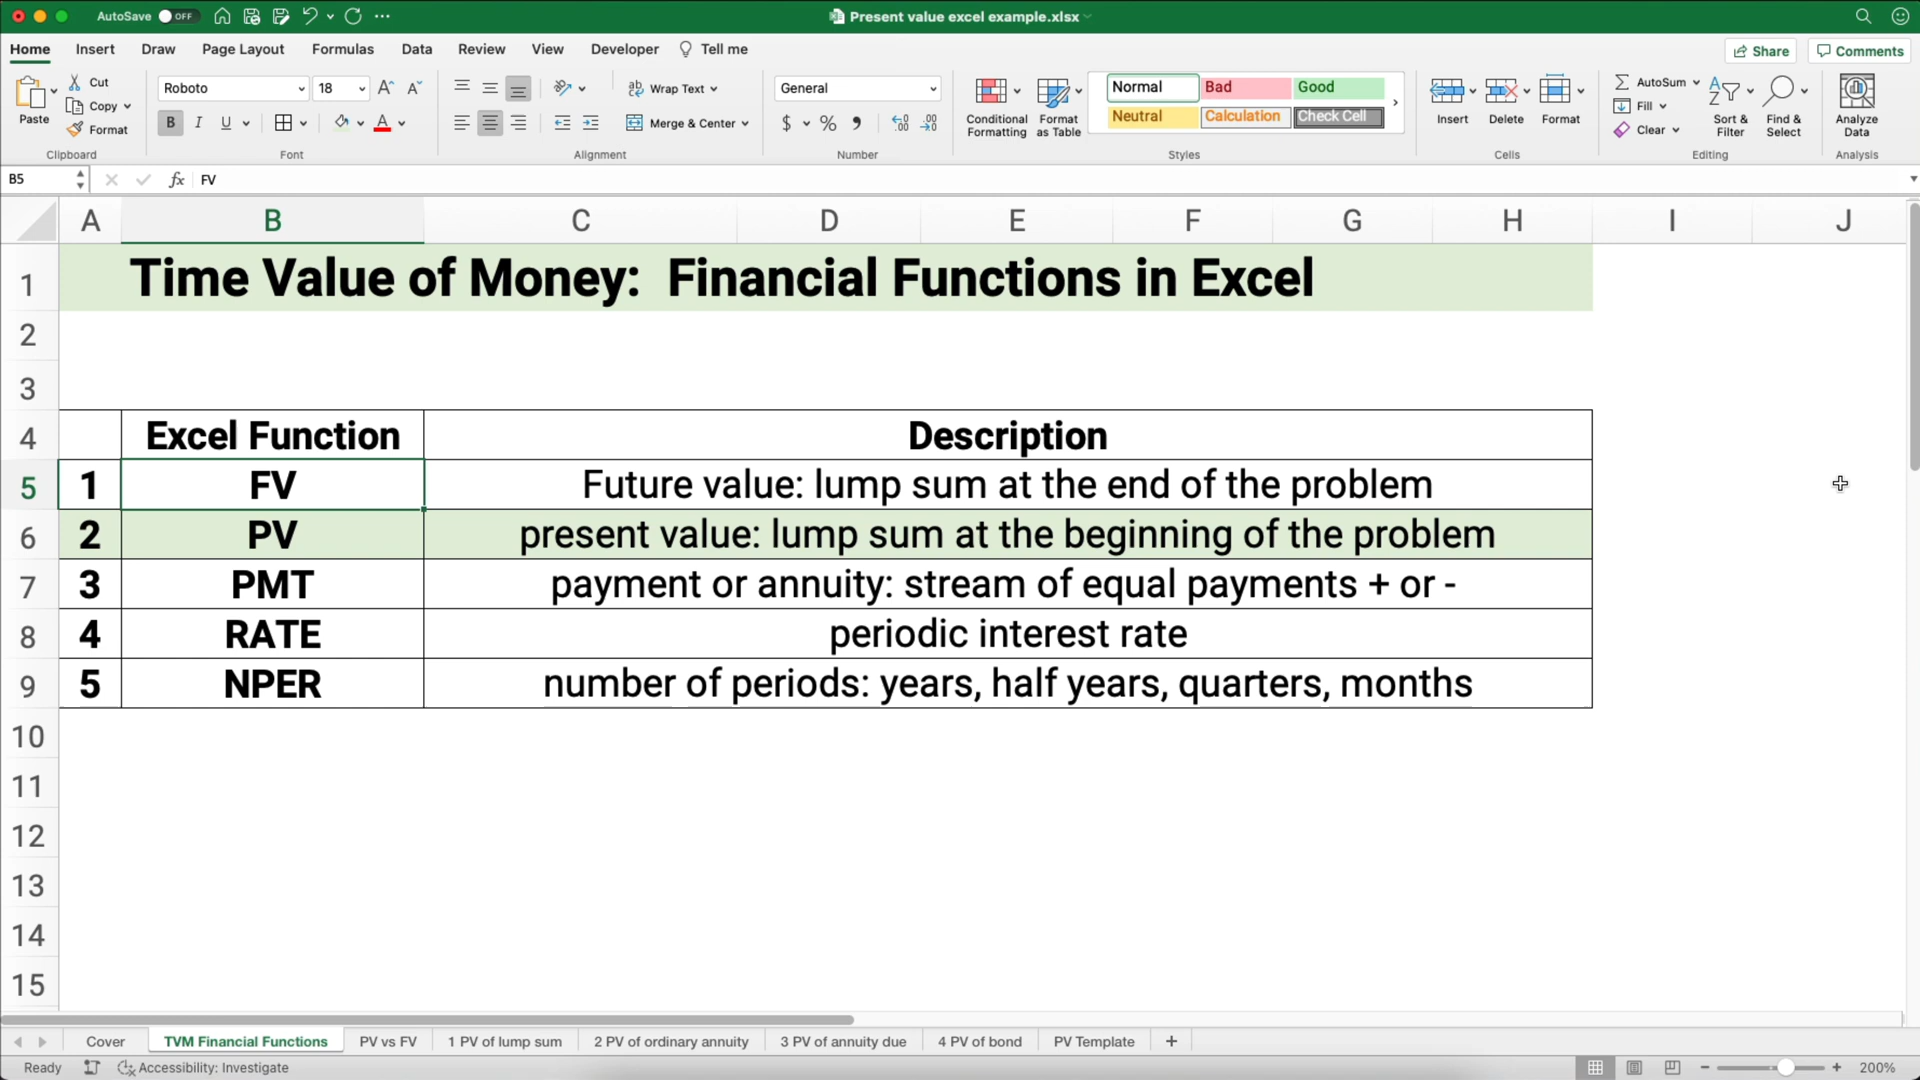 AutoSave OFF
Present value excel example.xlsx
Home Insert Draw Page Layout Formulas Data Review View Developer Tell me
Share Comments
Paste Cut Copy Format
Clipboard
Roboto 18
B I U A
Font
Wrap Text
Merge & Center
Alignment
General
$ % ,
Number
Conditional Formatting
Format as Table
Normal Bad Good
Neutral Calculation Check Cell
Styles
Insert Delete Format
Cells
AutoSum
Fill
Clear
Sort & Filter
Find & Select
Editing
Analyze Data
Analysis
B5 fx FV
A B C D E F G H I J
1 Time Value of Money: Financial Functions in Excel
2
3
4 Excel Function Description
5 1 FV Future value: lump sum at the end of the problem
6 2 PV present value: lump sum at the beginning of the problem
7 3 PMT payment or annuity: stream of equal payments + or -
8 4 RATE periodic interest rate
9 5 NPER number of periods: years, half years, quarters, months
10
11
12
13
14
15
Cover TVM Financial Functions PV vs FV 1 PV of lump sum 2 PV of ordinary annuity 3 PV of annuity due 4 PV of bond PV Template +
Ready Accessibility: Investigate 200%